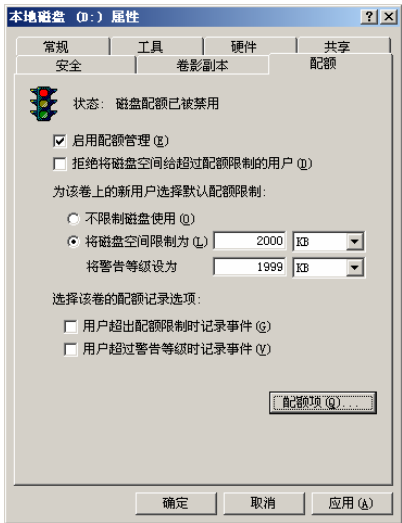 本地磁盘 (D:) 属性
常规 工具 硬件 共享
安全 卷影副本 配额
状态: 磁盘配额已被禁用
启用配额管理(E)
拒绝将磁盘空间给超过配额限制的用户(D)
为该卷上的新用户选择默认配额限制:
不限制磁盘使用(O)
将磁盘空间限制为(L) 2000 KB
将警告等级设为 1999 KB
选择该卷的配额记录选项:
用户超出配额限制时记录事件(G)
用户超过警告等级时记录事件(V)
配额项(Q)...
确定 取消 应用(A)